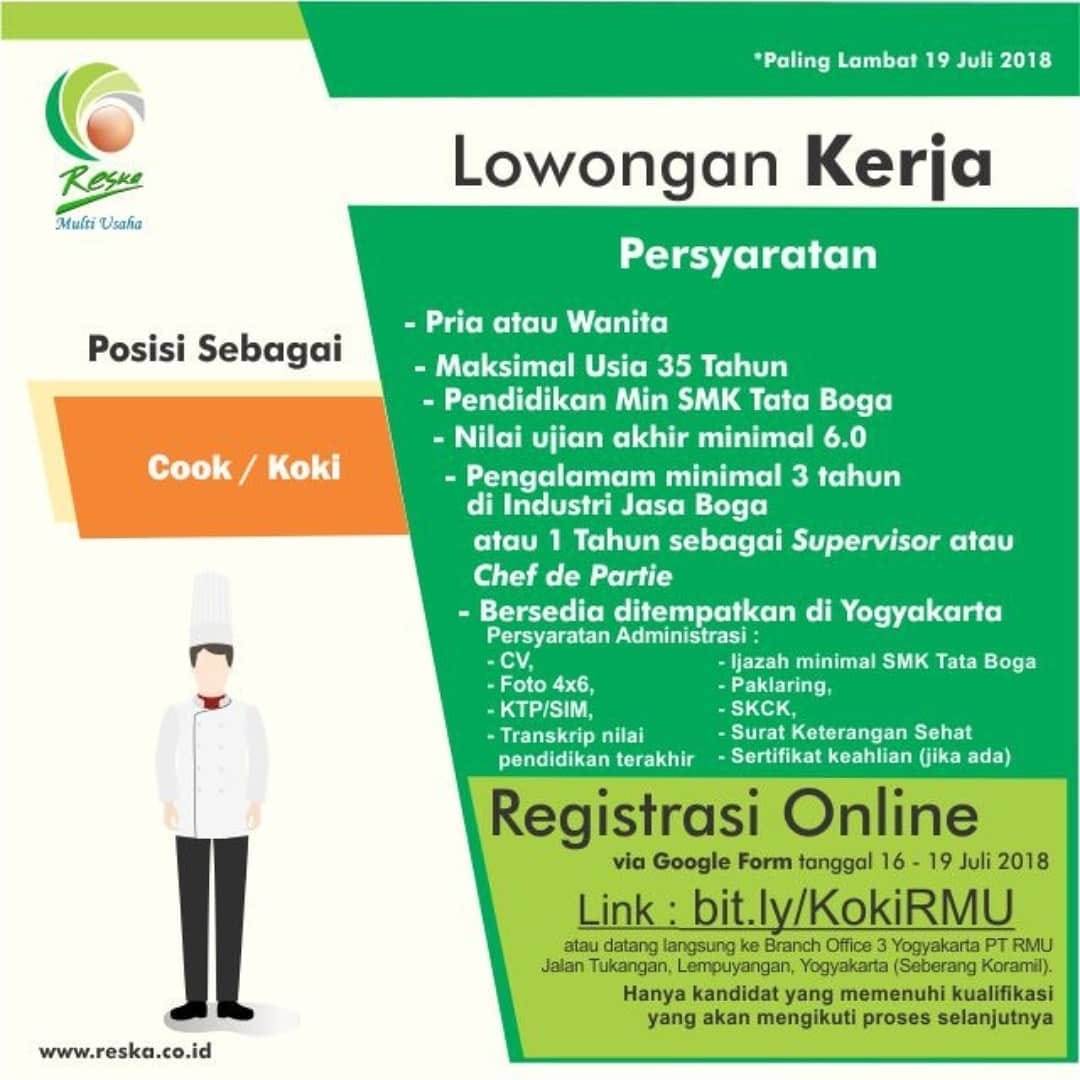 *Paling Lambat 19 Juli 2018
Reska
Multi Usaha
Lowongan Kerja
Posisi Sebagai
Cook / Koki
Persyaratan
- Pria atau Wanita
- Maksimal Usia 35 Tahun
- Pendidikan Min SMK Tata Boga
- Nilai ujian akhir minimal 6.0
- Pengalamam minimal 3 tahun
di Industri Jasa Boga
atau 1 Tahun sebagai Supervisor atau
Chef de Partie
- Bersedia ditempatkan di Yogyakarta
Persyaratan Administrasi :
- CV,
- Foto 4x6,
- KTP/SIM,
- Transkrip nilai
pendidikan terakhir
- Ijazah minimal SMK Tata Boga
- Paklaring,
- SKCK,
- Surat Keterangan Sehat
- Sertifikat keahlian (jika ada)
Registrasi Online
via Google Form tanggal 16 - 19 Juli 2018
Link : bit.ly/KokiRMU
atau datang langsung ke Branch Office 3 Yogyakarta PT RMU
Jalan Tukangan, Lempuyangan, Yogyakarta (Seberang Koramil).
Hanya kandidat yang memenuhi kualifikasi
yang akan mengikuti proses selanjutnya
www.reska.co.id